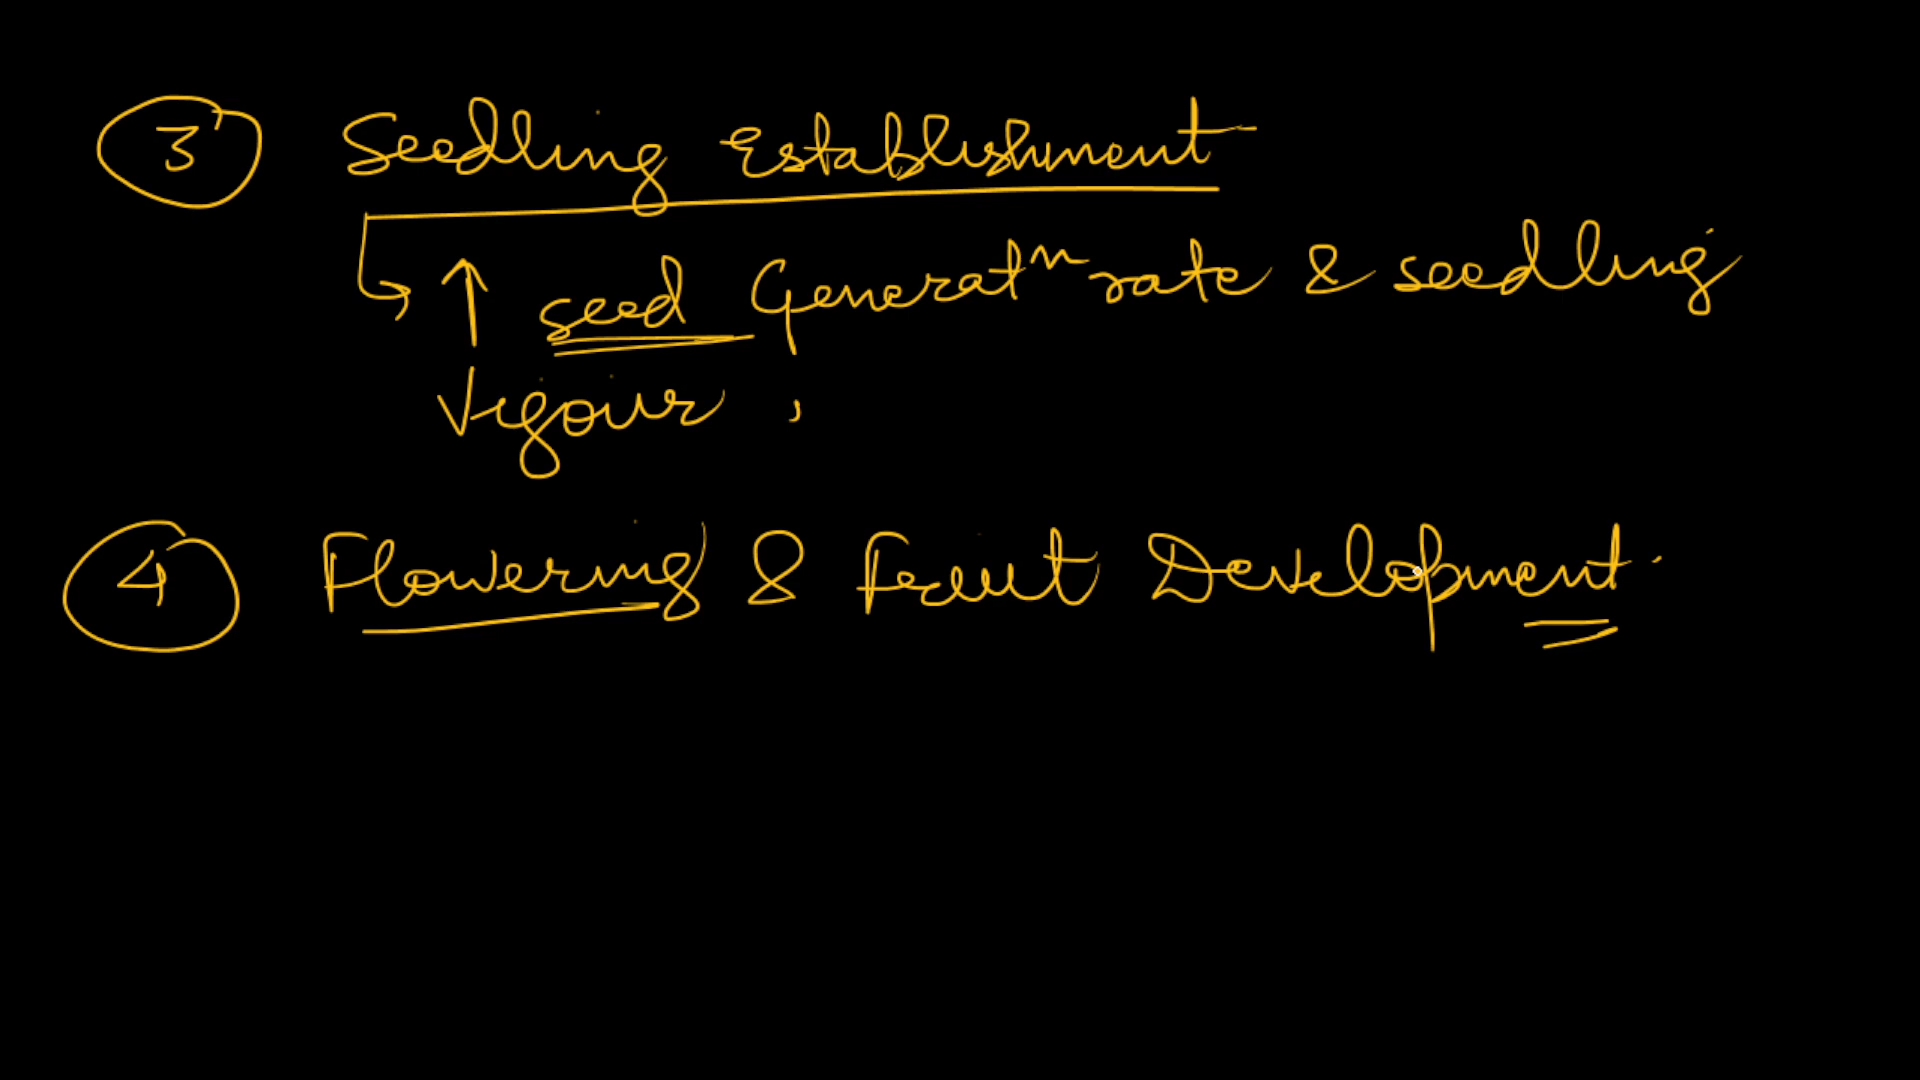 3 Seedling Establishment
↳ ↑ seed Generatⁿ rate & seedling
Vigour ,
4 Flowering & Fruit Development.